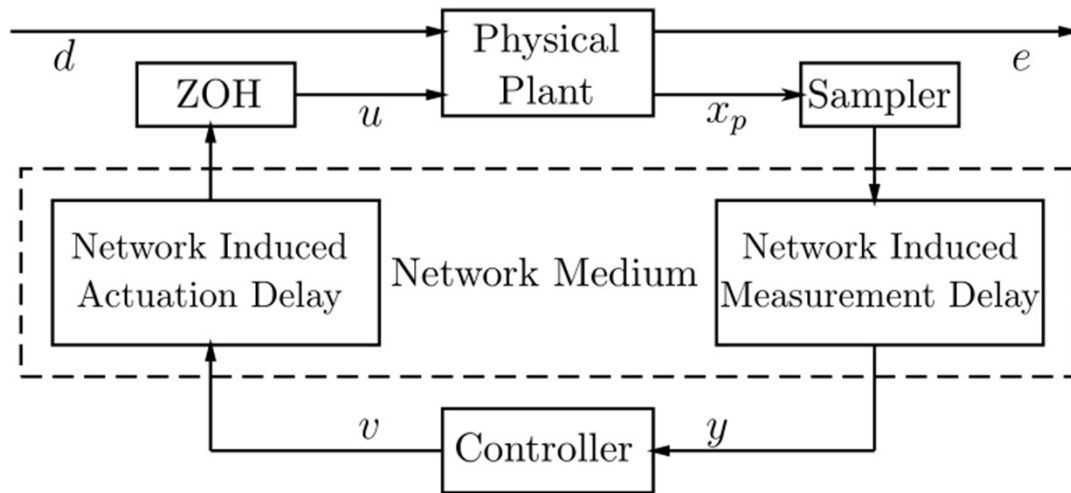 d
Physical
Plant
e
ZOH
u
x_p
Sampler
Network Induced
Actuation Delay
Network Medium
Network Induced
Measurement Delay
v
Controller
y